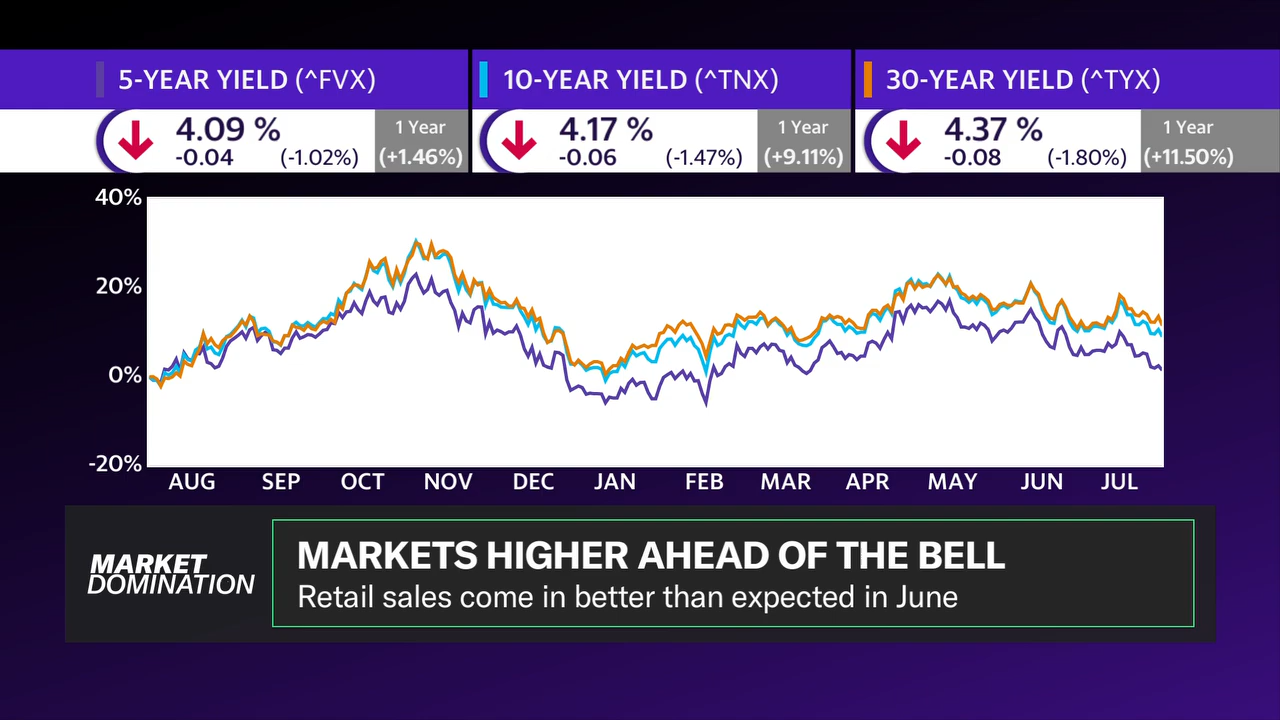 5-YEAR YIELD (^FVX)
4.09 %
-0.04 (-1.02%)
1 Year
(+1.46%)
10-YEAR YIELD (^TNX)
4.17 %
-0.06 (-1.47%)
1 Year
(+9.11%)
30-YEAR YIELD (^TYX)
4.37 %
-0.08 (-1.80%)
1 Year
(+11.50%)
40%
20%
0%
-20%
AUG SEP OCT NOV DEC JAN FEB MAR APR MAY JUN JUL
MARKET
DOMINATION
MARKETS HIGHER AHEAD OF THE BELL
Retail sales come in better than expected in June